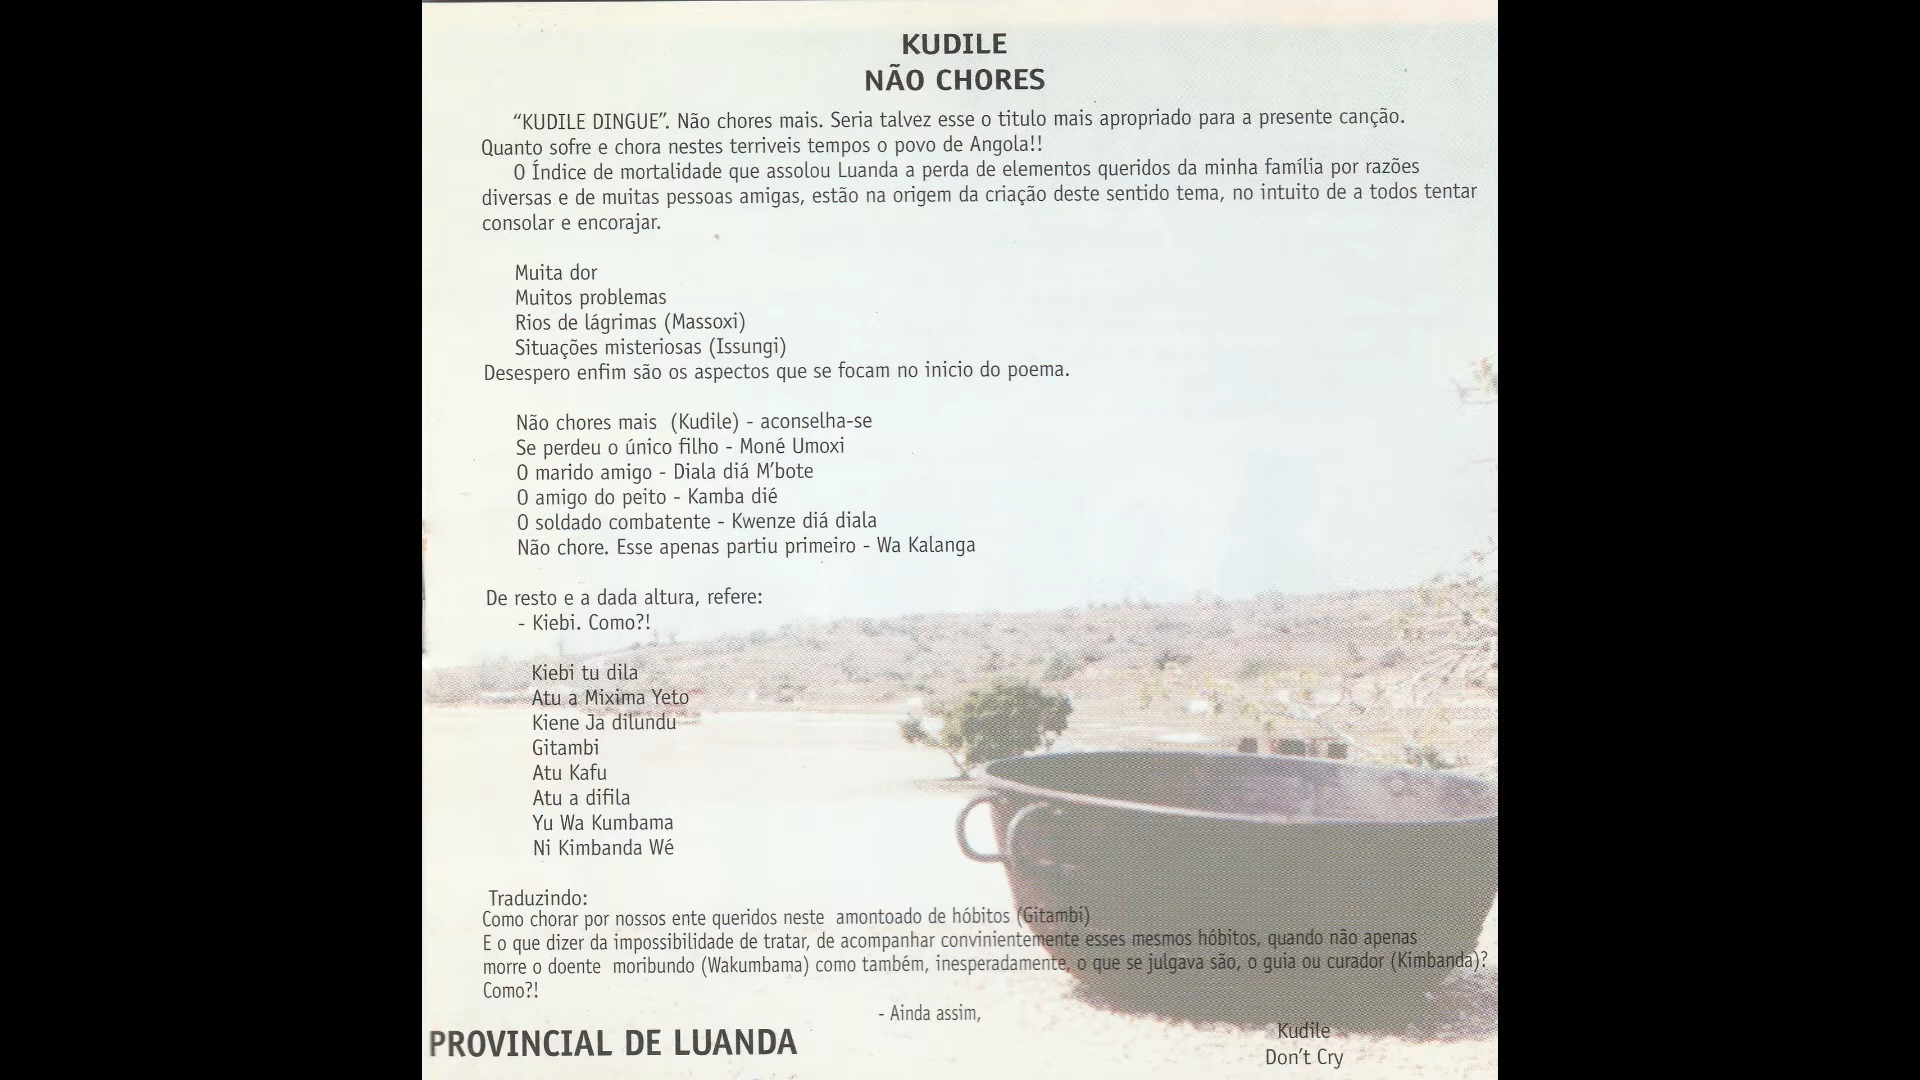 KUDILE
NÃO CHORES
“KUDILE DINGUE”. Não chores mais. Seria talvez esse o titulo mais apropriado para a presente canção.
Quanto sofre e chora nestes terriveis tempos o povo de Angola!!
O Índice de mortalidade que assolou Luanda a perda de elementos queridos da minha família por razões
diversas e de muitas pessoas amigas, estão na origem da criação deste sentido tema, no intuito de a todos tentar
consolar e encorajar.
Muita dor
Muitos problemas
Rios de lágrimas (Massoxi)
Situações misteriosas (Issungi)
Desespero enfim são os aspectos que se focam no inicio do poema.
Não chores mais (Kudile) - aconselha-se
Se perdeu o único filho - Moné Umoxi
O marido amigo - Diala diá M’bote
O amigo do peito - Kamba dié
O soldado combatente - Kwenze diá diala
Não chore. Esse apenas partiu primeiro - Wa Kalanga
De resto e a dada altura, refere:
- Kiebi. Como?!
Kiebi tu dila
Atu a Mixima Yeto
Kiene Ja dilundu
Gitambi
Atu Kafu
Atu a difila
Yu Wa Kumbama
Ni Kimbanda Wé
Traduzindo:
Como chorar por nossos ente queridos neste amontoado de hóbitos (Gitambi)
E o que dizer da impossibilidade de tratar, de acompanhar convinientemente esses mesmos hóbitos, quando não apenas
morre o doente moribundo (Wakumbama) como também, inesperadamente, o que se julgava são, o guia ou curador (Kimbanda)?
Como?!
- Ainda assim,
Kudile
Don’t Cry
PROVINCIAL DE LUANDA